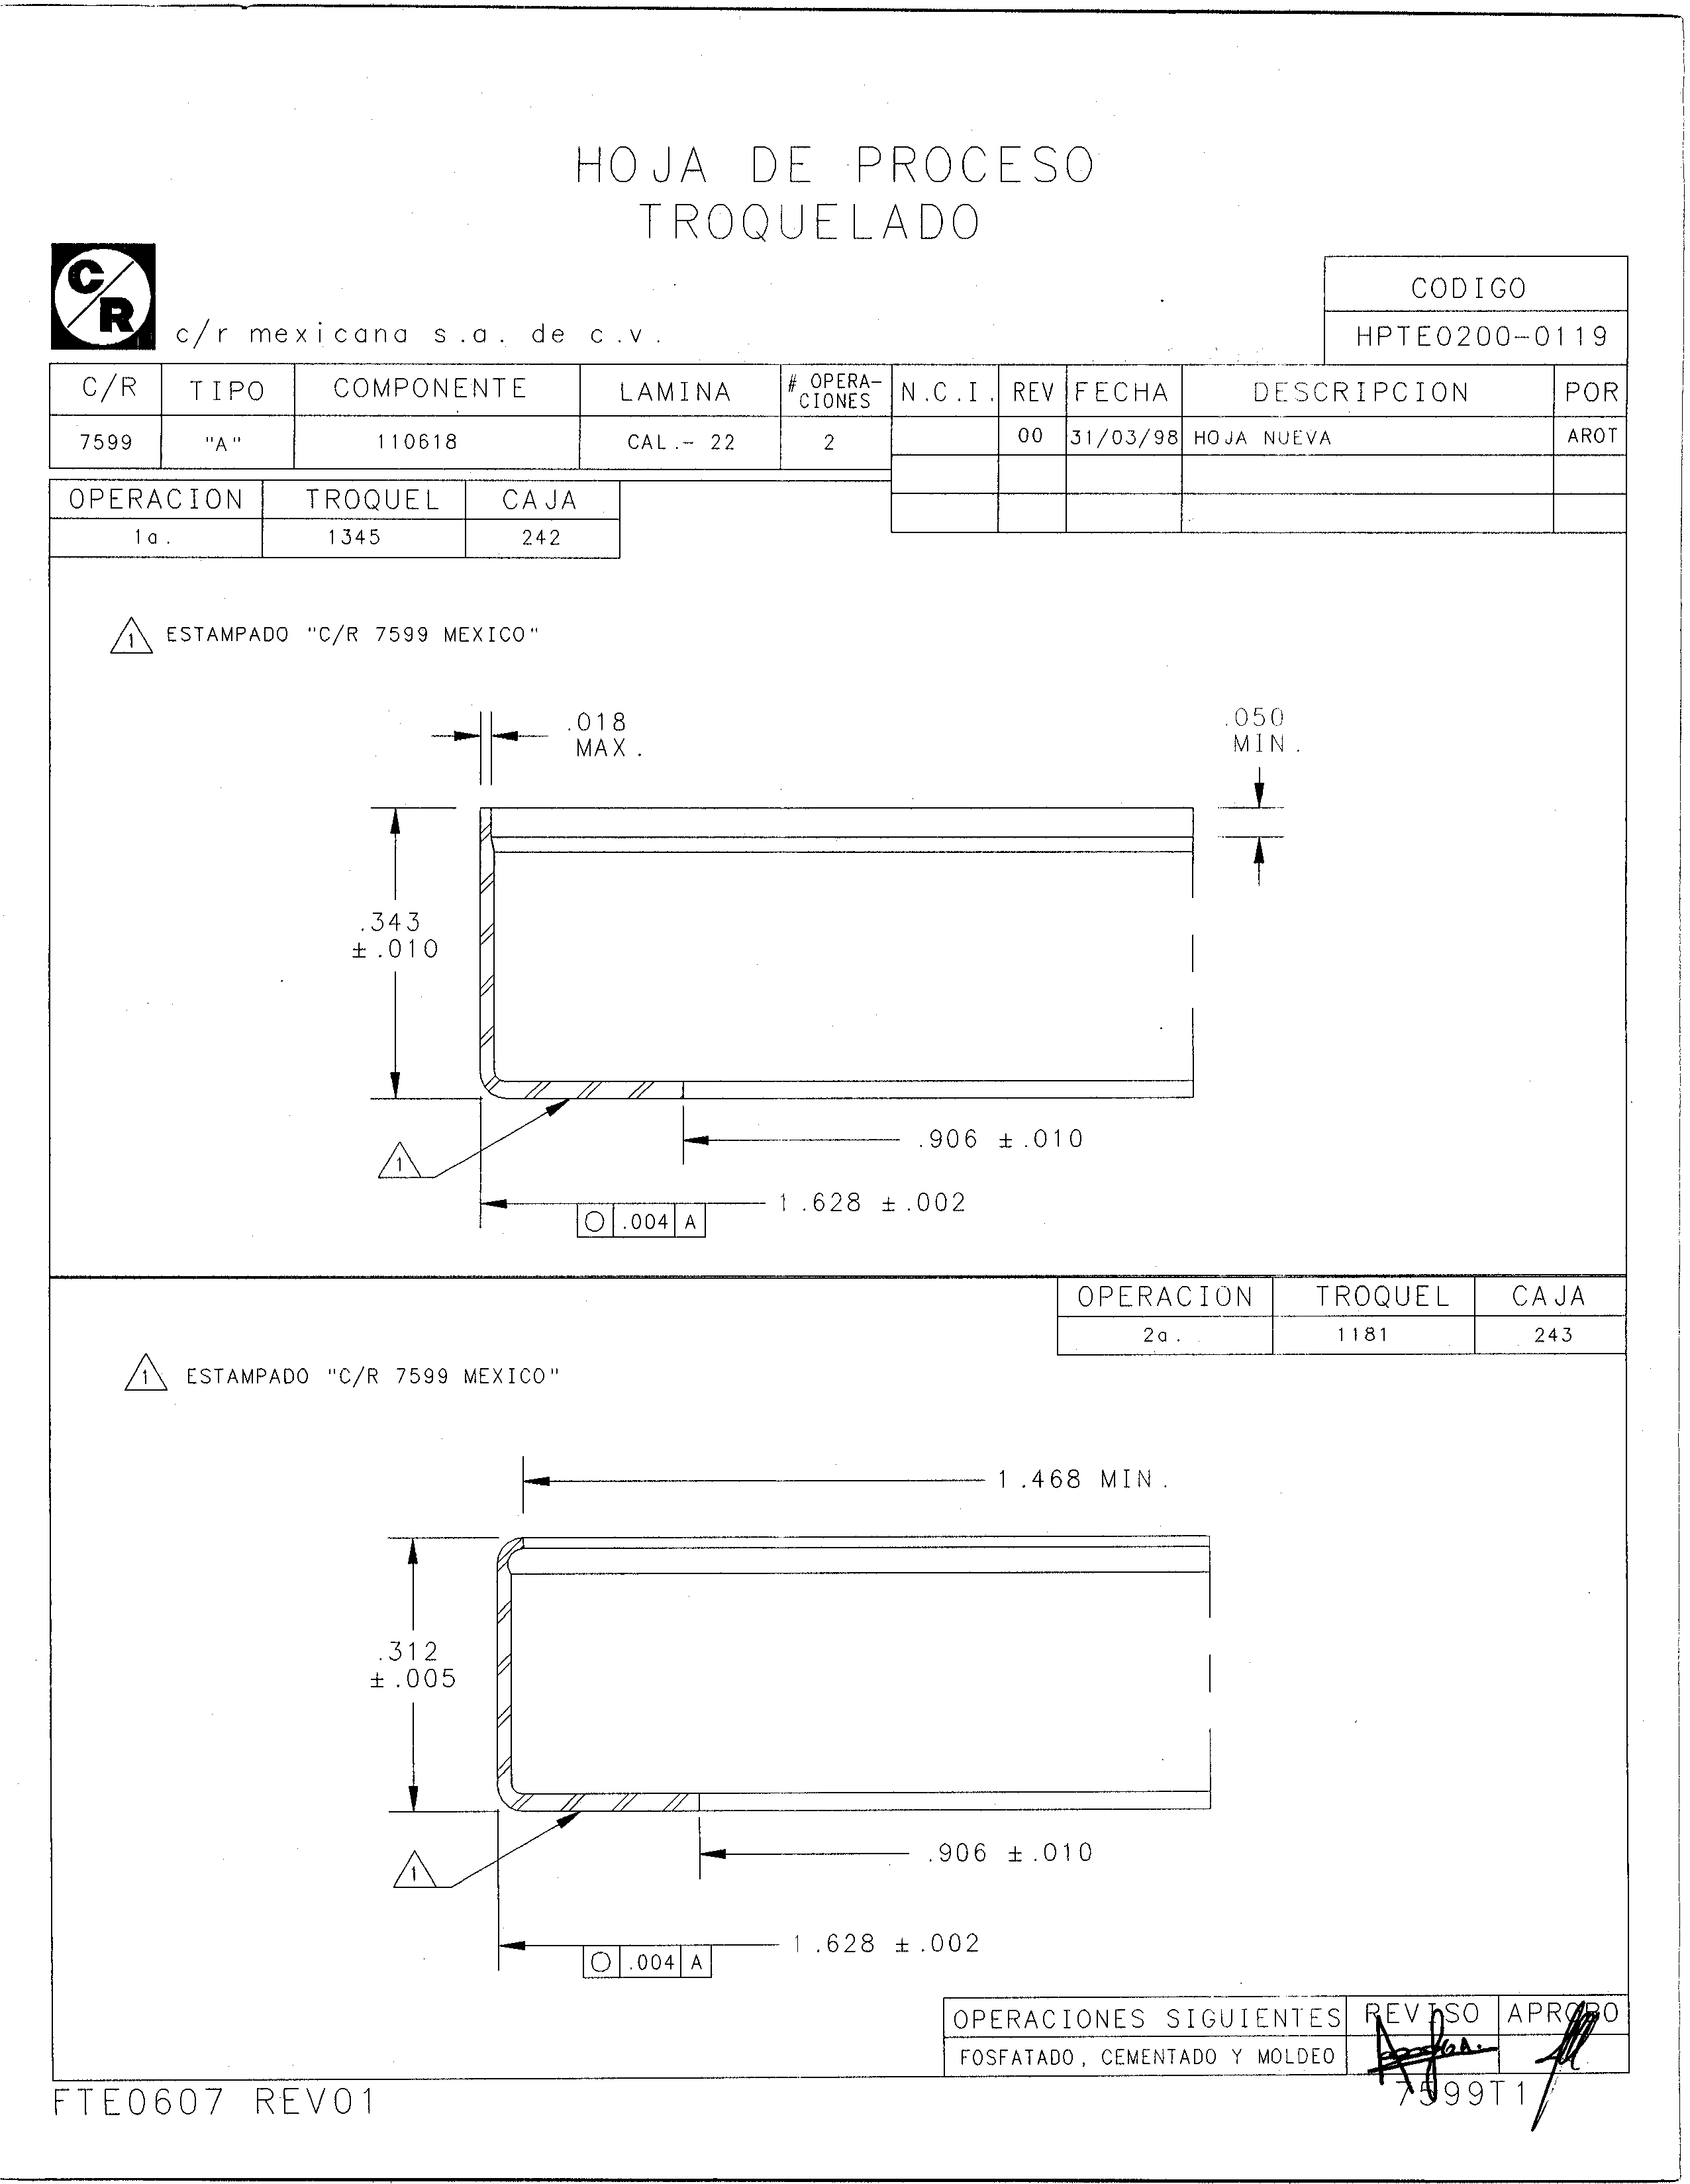 HOJA DE PROCESO
TROQUELADO
C/R
c/r mexicana s.a. de c.v.
CODIGO
HPTE0200-0119
C/R TIPO COMPONENTE LAMINA # OPERA-CIONES N.C.I. REV FECHA DESCRIPCION POR
7599 "A" 110618 CAL.- 22 2 00 31/03/98 HOJA NUEVA AROT
OPERACION TROQUEL CAJA
1a. 1345 242
1 ESTAMPADO "C/R 7599 MEXICO"
.018
MAX.
.050
MIN.
.343
±.010
.906 ±.010
1
1.628 ±.002
○ .004 A
OPERACION TROQUEL CAJA
2a. 1181 243
1 ESTAMPADO "C/R 7599 MEXICO"
1.468 MIN.
.312
±.005
.906 ±.010
1
1.628 ±.002
○ .004 A
OPERACIONES SIGUIENTES REVISO APROBO
FOSFATADO, CEMENTADO Y MOLDEO
FTE0607 REV01
7599T1